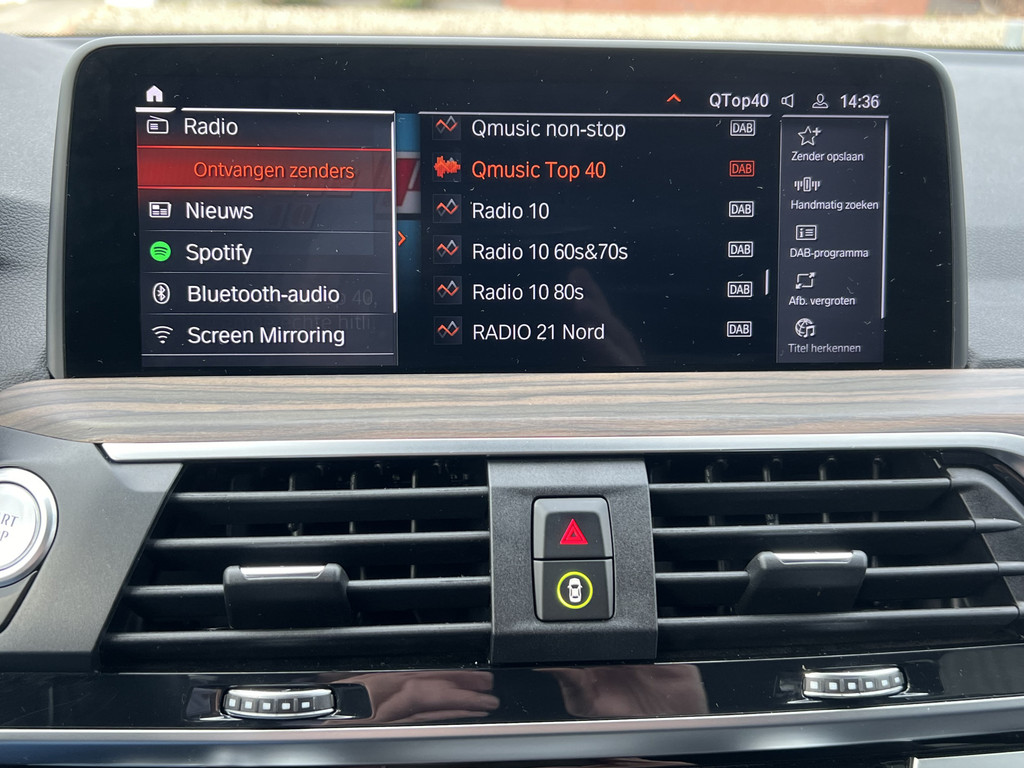 QTop40 14:36
Radio
Ontvangen zenders
Nieuws
Spotify
Bluetooth-audio
Screen Mirroring
Qmusic non-stop DAB
Qmusic Top 40 DAB
Radio 10 DAB
Radio 10 60s&70s DAB
Radio 10 80s DAB
RADIO 21 Nord DAB
Zender opslaan
Handmatig zoeken
DAB-programma
Afb. vergroten
Titel herkennen